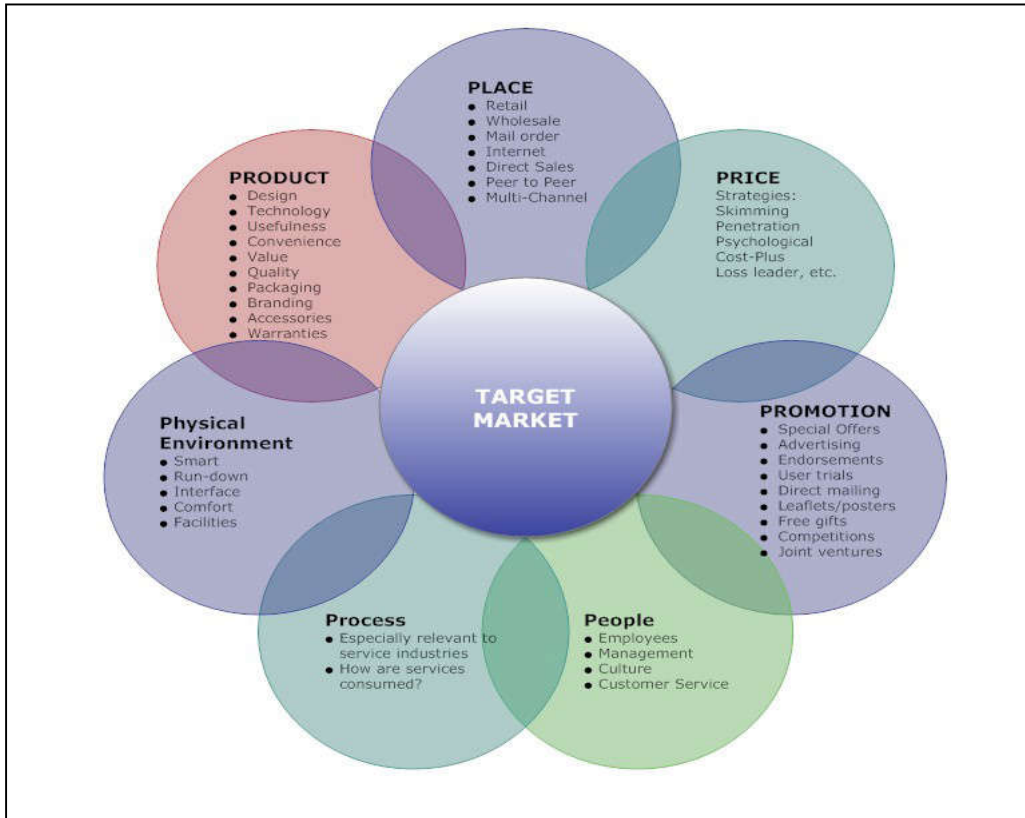 PLACE
● Retail
● Wholesale
● Mail order
● Internet
● Direct Sales
● Peer to Peer
● Multi-Channel
PRICE
Strategies:
Skimming
Penetration
Psychological
Cost-Plus
Loss leader, etc.
PRODUCT
● Design
● Technology
● Usefulness
● Convenience
● Value
● Quality
● Packaging
● Branding
● Accessories
● Warranties
TARGET
MARKET
PROMOTION
● Special Offers
● Advertising
● Endorsements
● User trials
● Direct mailing
● Leaflets/posters
● Free gifts
● Competitions
● Joint ventures
Physical
Environment
● Smart
● Run-down
● Interface
● Comfort
● Facilities
Process
● Especially relevant to
service industries
● How are services
consumed?
People
● Employees
● Management
● Culture
● Customer Service